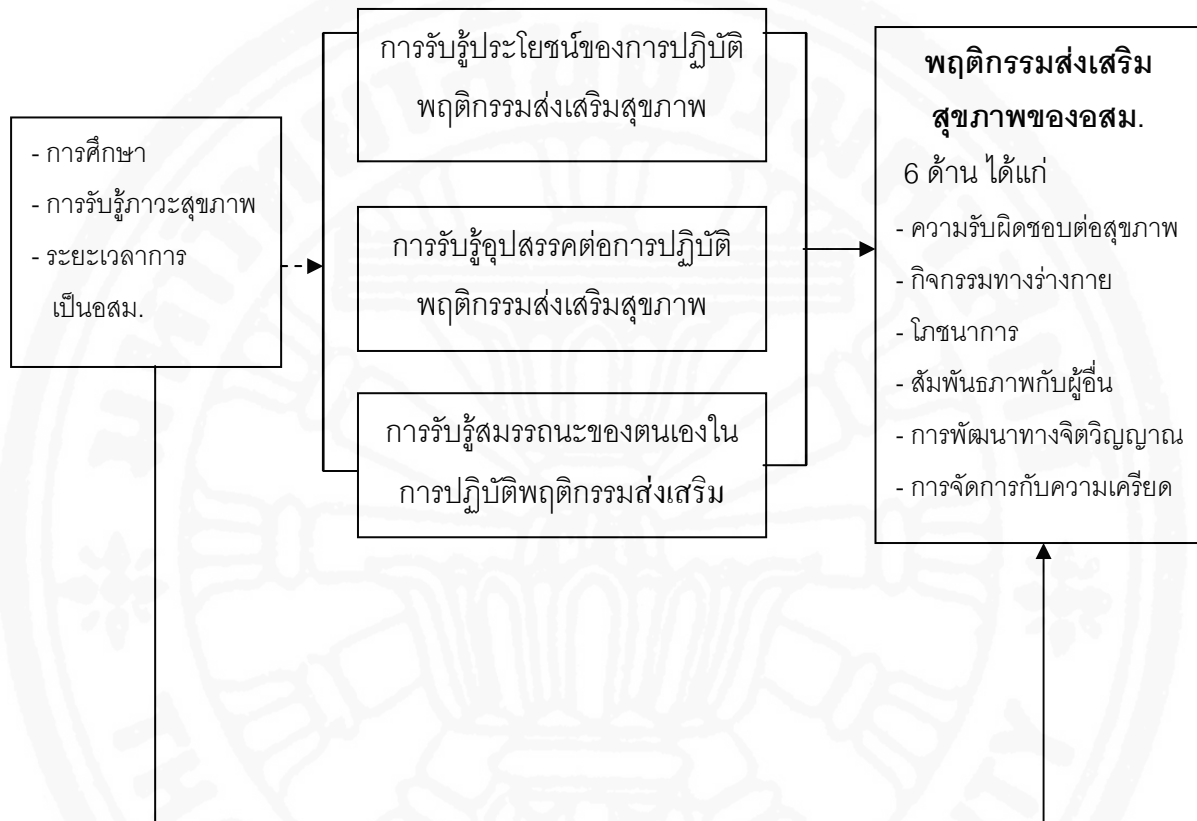 - การศึกษา
- การรับรู้ภาวะสุขภาพ
- ระยะเวลาการ
เป็นอสม.
การรับรู้ประโยชน์ของการปฏิบัติ
พฤติกรรมส่งเสริมสุขภาพ
การรับรู้อุปสรรคต่อการปฏิบัติ
พฤติกรรมส่งเสริมสุขภาพ
การรับรู้สมรรถนะของตนเองใน
การปฏิบัติพฤติกรรมส่งเสริม
พฤติกรรมส่งเสริม
สุขภาพของอสม.
6 ด้าน ได้แก่
- ความรับผิดชอบต่อสุขภาพ
- กิจกรรมทางร่างกาย
- โภชนาการ
- สัมพันธภาพกับผู้อื่น
- การพัฒนาทางจิตวิญญาณ
- การจัดการกับความเครียด